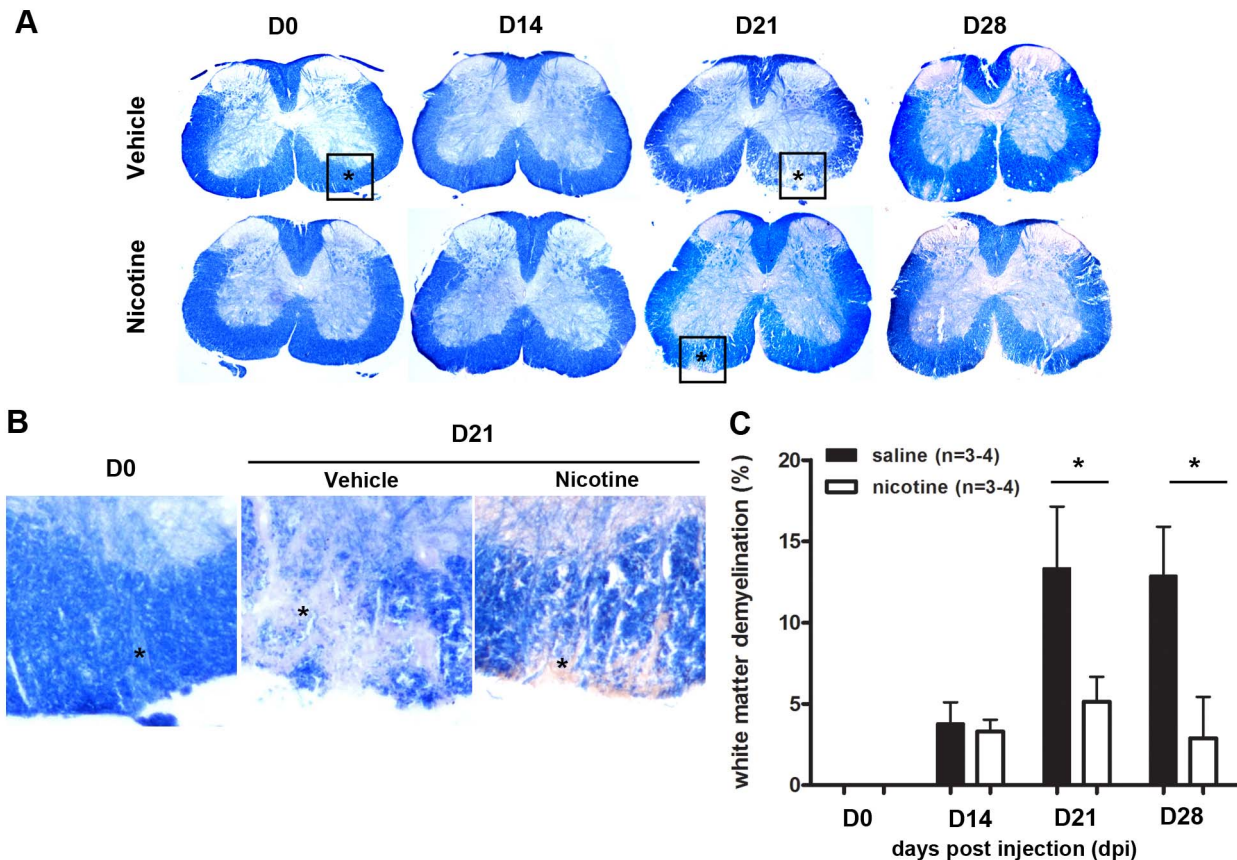 A
D0 D14 D21 D28
Vehicle
*
*
Nicotine
*
B
D21
D0 Vehicle Nicotine
*
*
*
C
saline (n=3-4)
nicotine (n=3-4)
* *
white matter demyelination (%)
20
15
10
5
0
D0 D14 D21 D28
days post injection (dpi)